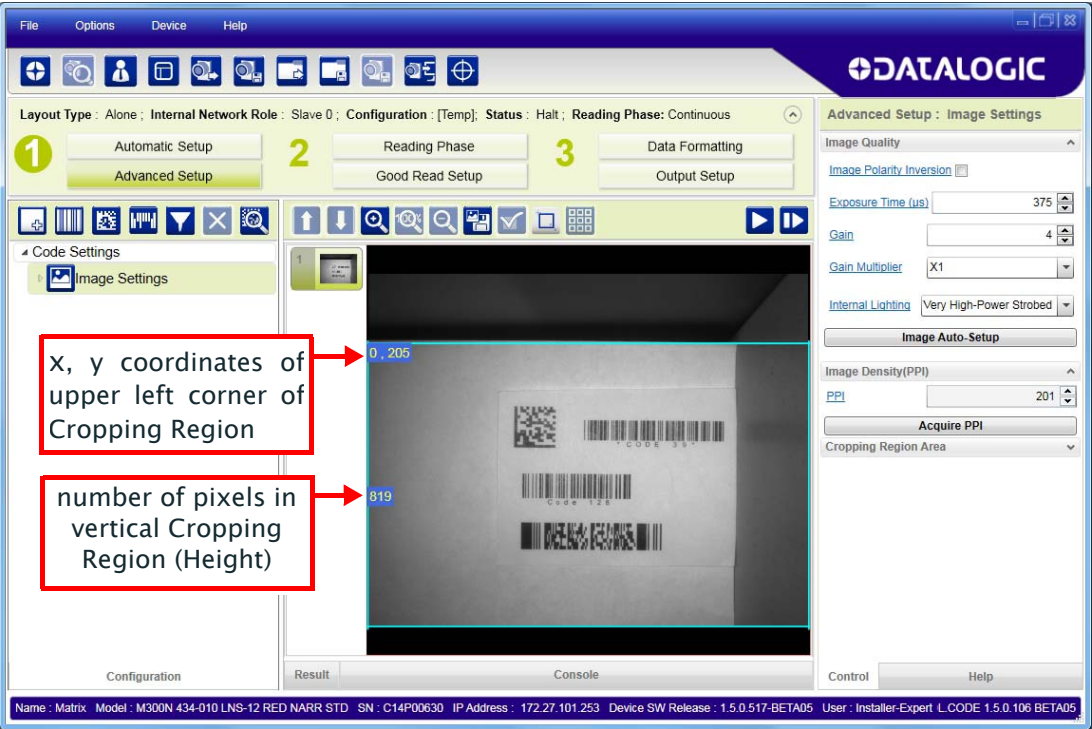 File Options Device Help
DATALOGIC
Layout Type : Alone ; Internal Network Role : Slave 0 ; Configuration : [Temp]; Status : Halt ; Reading Phase: Continuous
1 Automatic Setup 2 Reading Phase 3 Data Formatting
Advanced Setup Good Read Setup Output Setup
Code Settings
Image Settings
x, y coordinates of
upper left corner of
Cropping Region
number of pixels in
vertical Cropping
Region (Height)
Configuration
100%
1
0 , 205
819
*CODE 39*
Code 128
Result Console
Advanced Setup : Image Settings
Image Quality
Image Polarity Inversion
Exposure Time (µs) 375
Gain 4
Gain Multiplier X1
Internal Lighting Very High-Power Strobed
Image Auto-Setup
Image Density(PPI)
PPI 201
Acquire PPI
Cropping Region Area
Control Help
Name : Matrix Model : M300N 434-010 LNS-12 RED NARR STD SN : C14P00630 IP Address : 172.27.101.253 Device SW Release : 1.5.0.517-BETA05 User : Installer-Expert L.CODE 1.5.0.106 BETA05